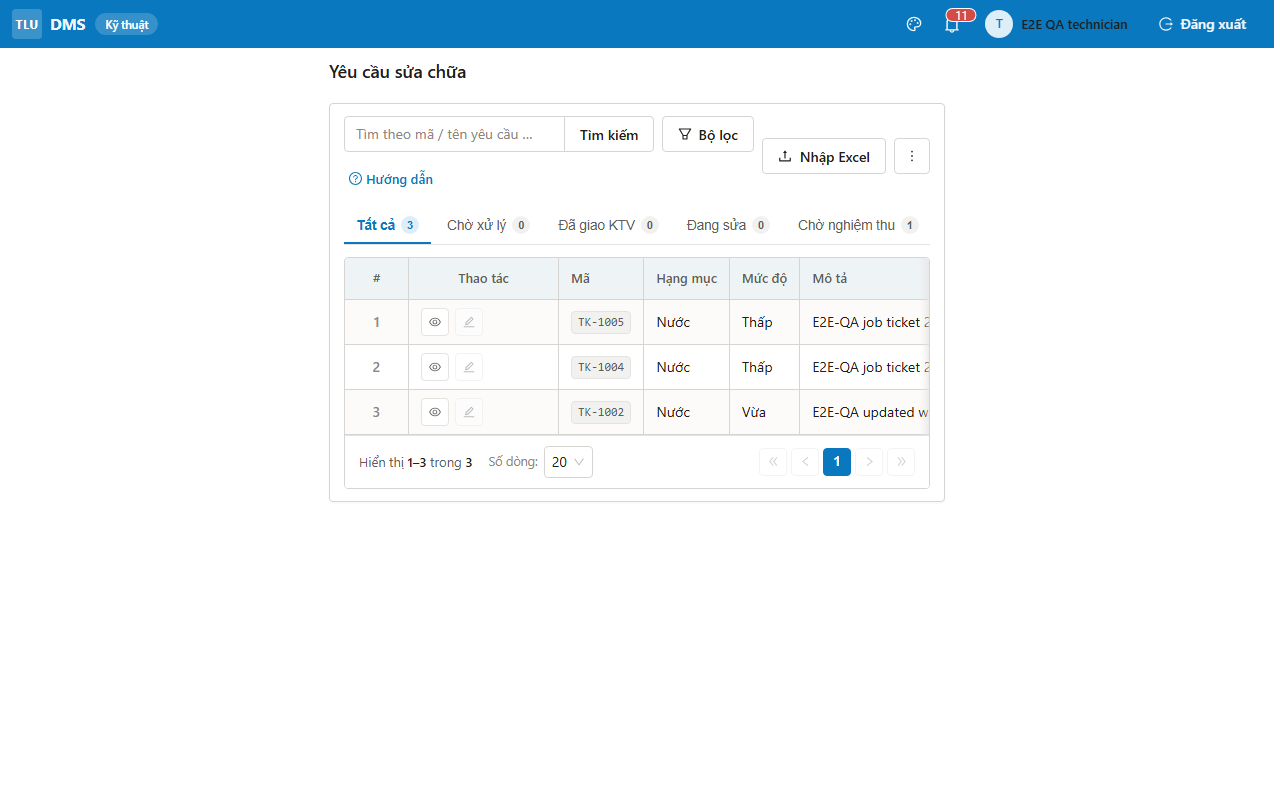 TLU DMS Kỹ thuật 11 T E2E QA technician Đăng xuất
Yêu cầu sửa chữa
Tìm theo mã / tên yêu cầu ... Tìm kiếm Bộ lọc
Nhập Excel
Hướng dẫn
Tất cả 3 Chờ xử lý 0 Đã giao KTV 0 Đang sửa 0 Chờ nghiệm thu 1
# Thao tác Mã Hạng mục Mức độ Mô tả
1 TK-1005 Nước Thấp E2E-QA job ticket 2
2 TK-1004 Nước Thấp E2E-QA job ticket 2
3 TK-1002 Nước Vừa E2E-QA updated w
Hiển thị 1–3 trong 3 Số dòng: 20 « < 1 > »